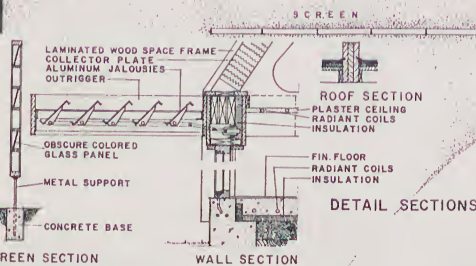 SCREEN
LAMINATED WOOD SPACE FRAME
COLLECTOR PLATE
ALUMINUM JALOUSIES
OUTRIGGER
ROOF SECTION
PLASTER CEILING
RADIANT COILS
INSULATION
OBSCURE COLORED
GLASS PANEL
METAL SUPPORT
FIN. FLOOR
RADIANT COILS
INSULATION
DETAIL SECTIONS
CONCRETE BASE
REEN SECTION
WALL SECTION